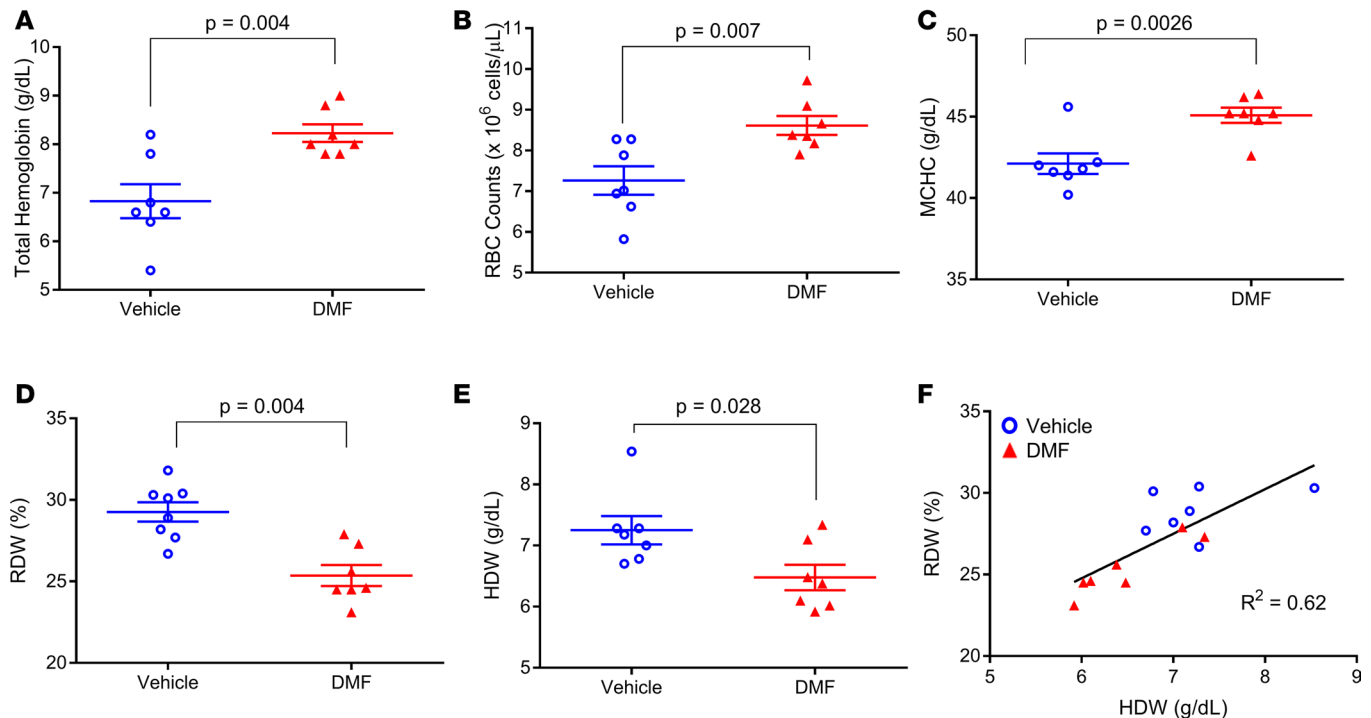 A
p = 0.004
Total Hemoglobin (g/dL)
10
9
8
7
6
5
Vehicle
DMF
B
p = 0.007
RBC Counts (x 10⁶ cells/μL)
11
10
9
8
7
6
5
Vehicle
DMF
C
p = 0.0026
MCHC (g/dL)
50
45
40
35
Vehicle
DMF
D
p = 0.004
RDW (%)
35
30
25
20
Vehicle
DMF
E
p = 0.028
HDW (g/dL)
9
8
7
6
5
Vehicle
DMF
F
Vehicle
DMF
RDW (%)
35
30
25
20
R² = 0.62
5 6 7 8 9
HDW (g/dL)